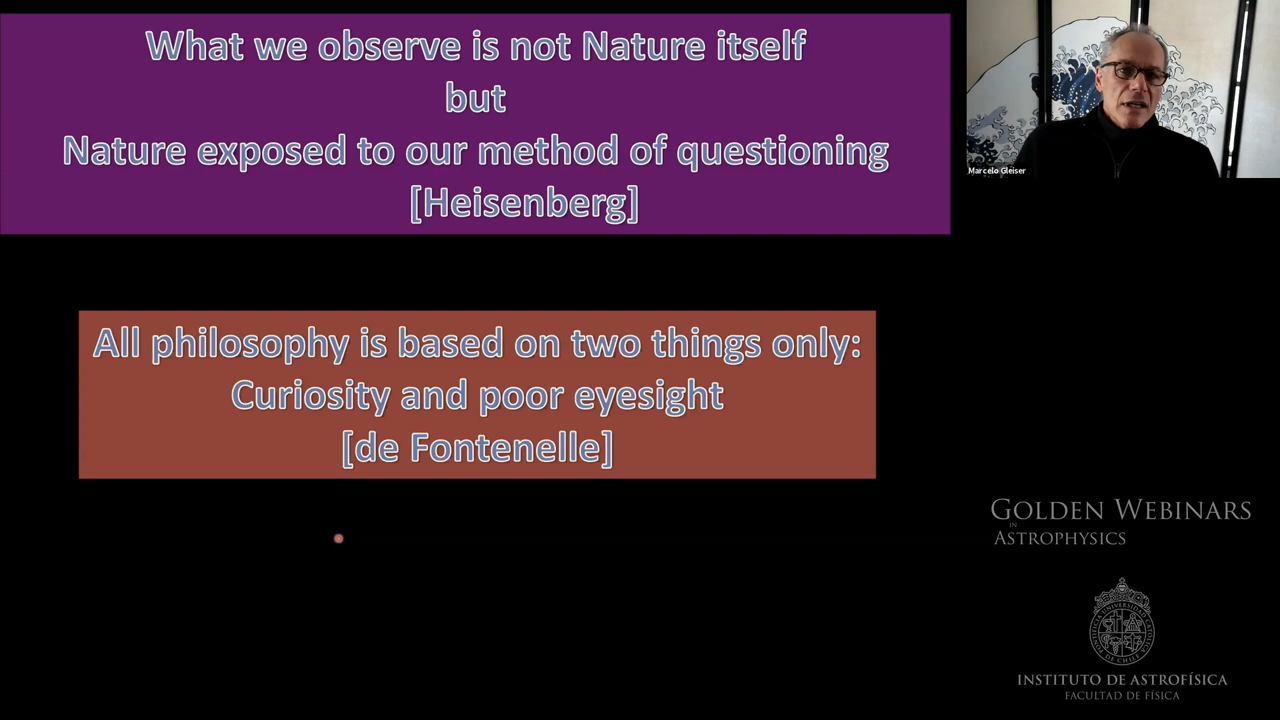 What we observe is not Nature itself
but
Nature exposed to our method of questioning
[Heisenberg]
Marcelo Gleiser
All philosophy is based on two things only:
Curiosity and poor eyesight
[de Fontenelle]
GOLDEN WEBINARS
IN
ASTROPHYSICS
INSTITUTO DE ASTROFÍSICA
FACULTAD DE FÍSICA